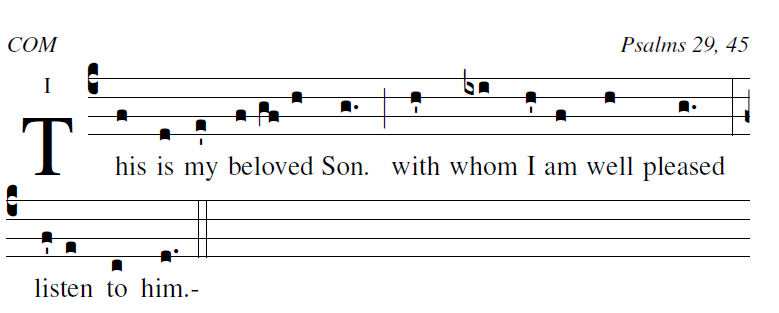 COM Psalms 29, 45
I
This is my beloved Son. with whom I am well pleased
listen to him.-